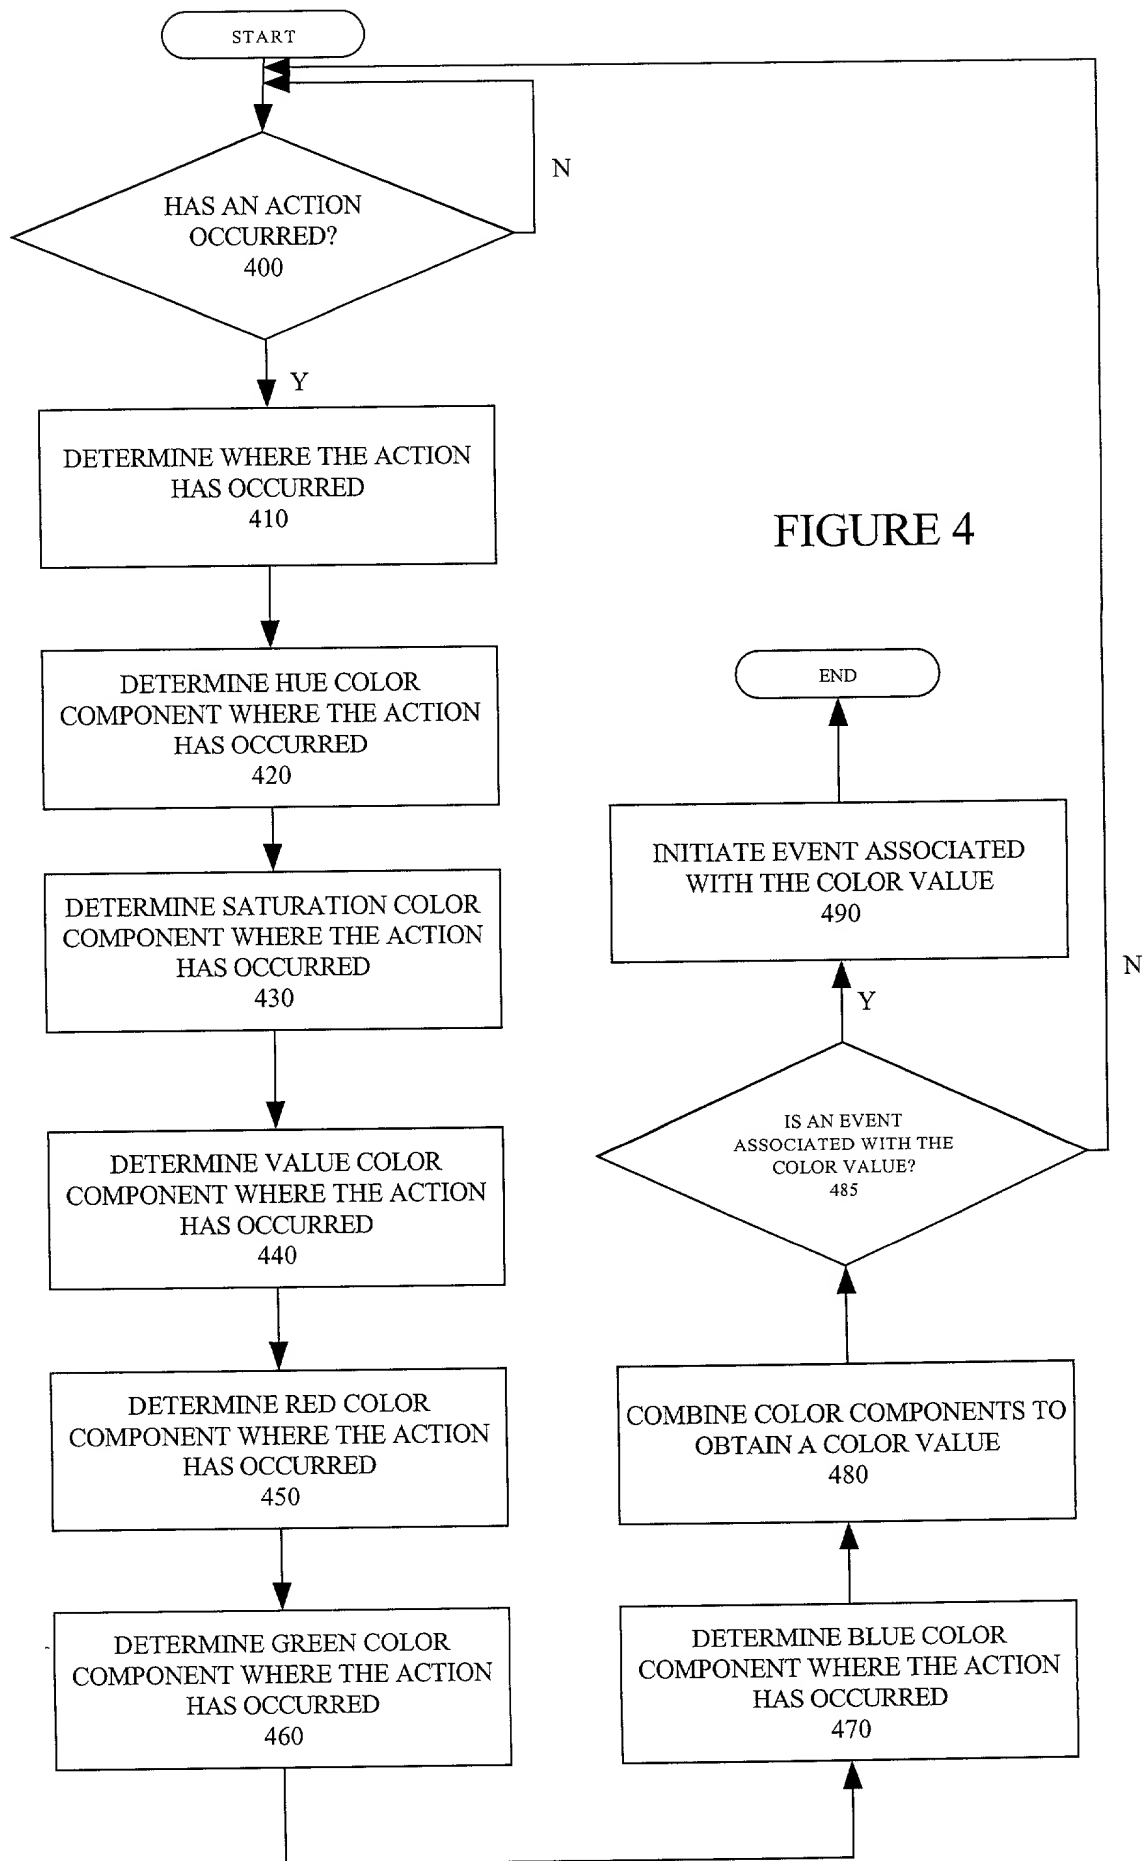 START
N
HAS AN ACTION
OCCURRED?
400
Y
DETERMINE WHERE THE ACTION
HAS OCCURRED
410
DETERMINE HUE COLOR
COMPONENT WHERE THE ACTION
HAS OCCURRED
420
DETERMINE SATURATION COLOR
COMPONENT WHERE THE ACTION
HAS OCCURRED
430
DETERMINE VALUE COLOR
COMPONENT WHERE THE ACTION
HAS OCCURRED
440
DETERMINE RED COLOR
COMPONENT WHERE THE ACTION
HAS OCCURRED
450
DETERMINE GREEN COLOR
COMPONENT WHERE THE ACTION
HAS OCCURRED
460
FIGURE 4
END
INITIATE EVENT ASSOCIATED
WITH THE COLOR VALUE
490
N
Y
IS AN EVENT
ASSOCIATED WITH THE
COLOR VALUE?
485
COMBINE COLOR COMPONENTS TO
OBTAIN A COLOR VALUE
480
DETERMINE BLUE COLOR
COMPONENT WHERE THE ACTION
HAS OCCURRED
470